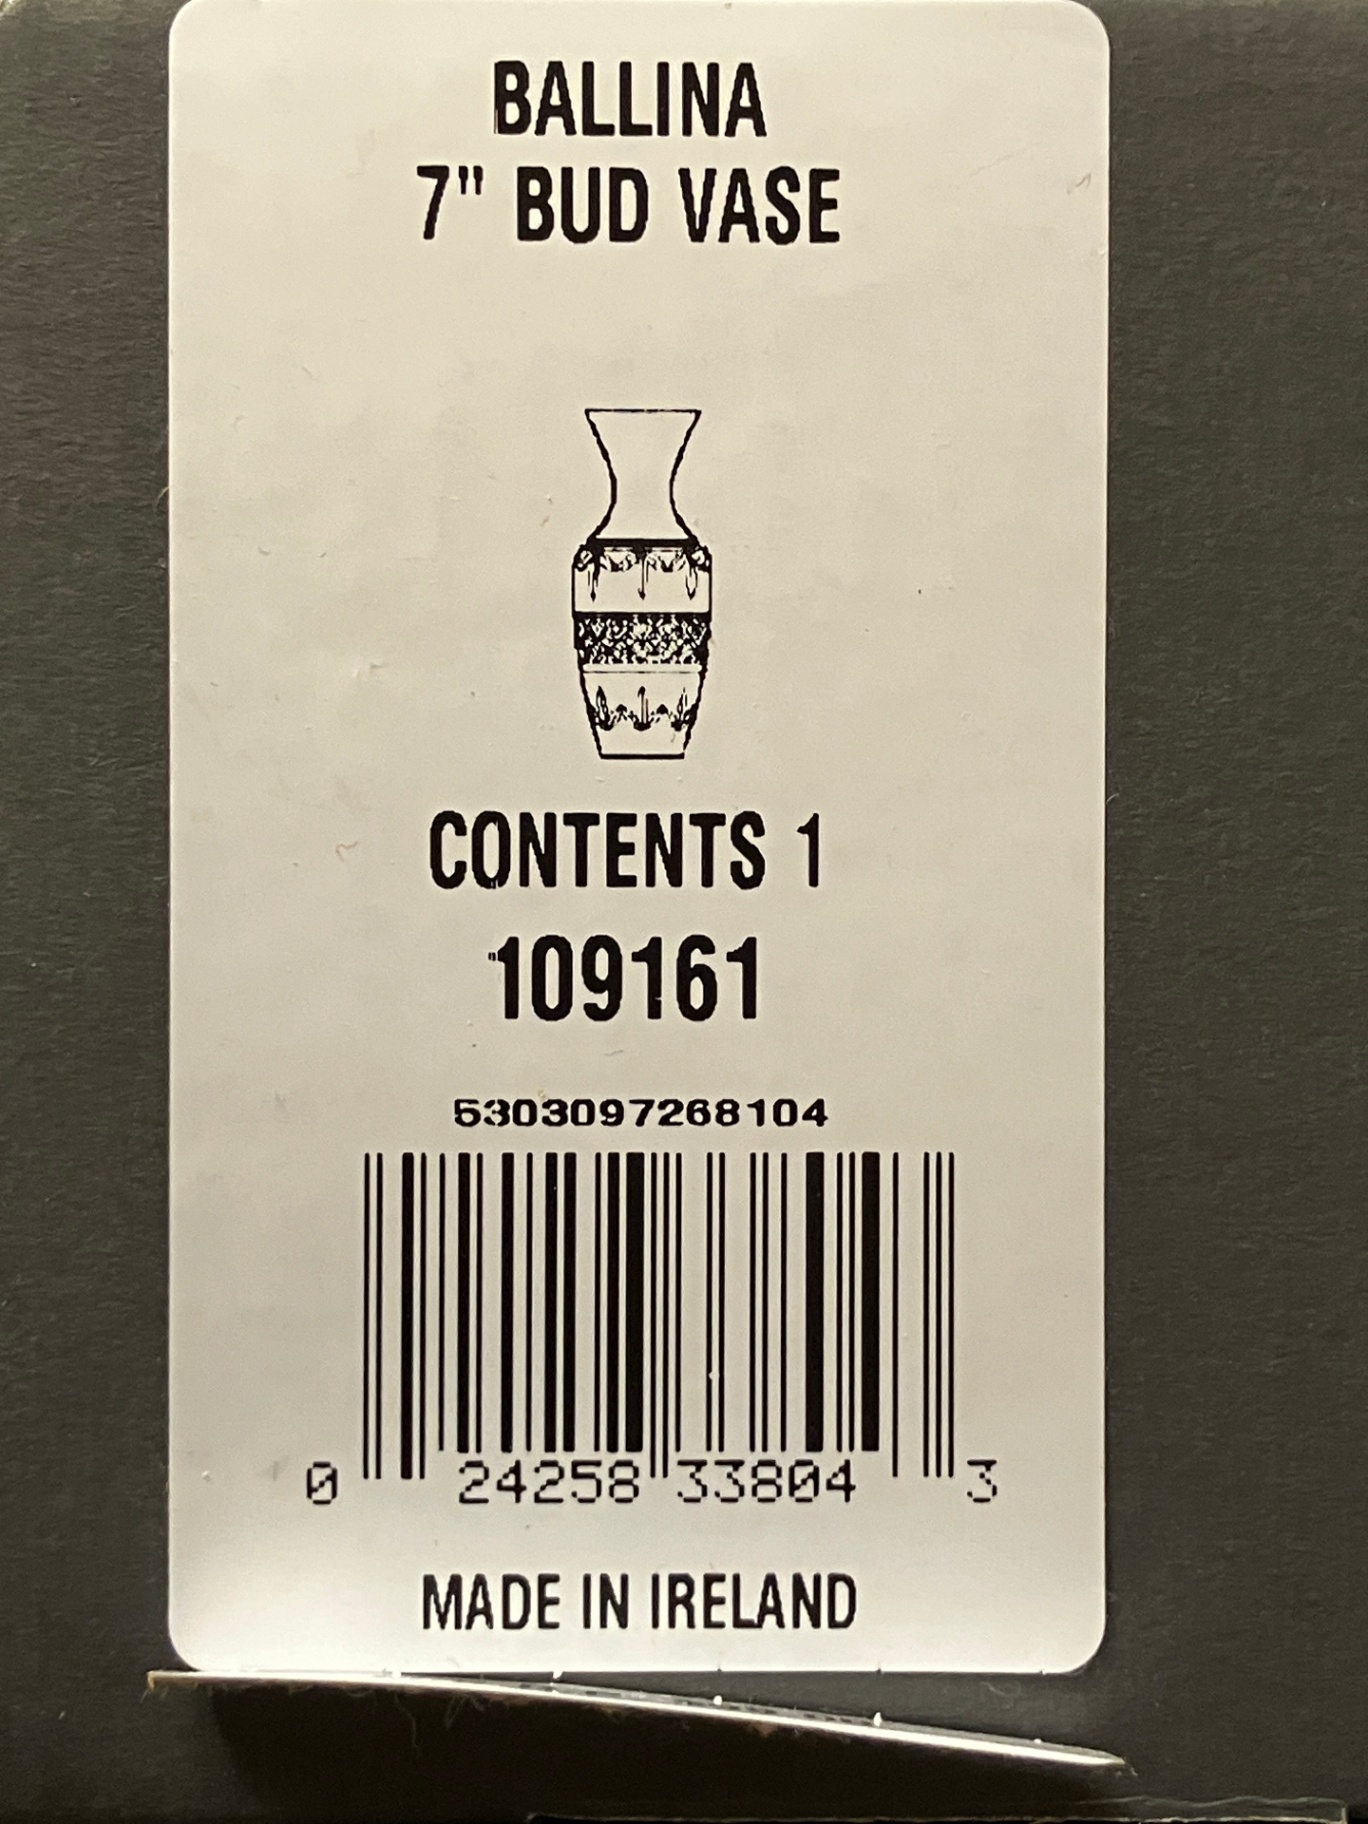 BALLINA
7" BUD VASE
CONTENTS 1
109161
5303097268104
0 24258 33804 3
MADE IN IRELAND